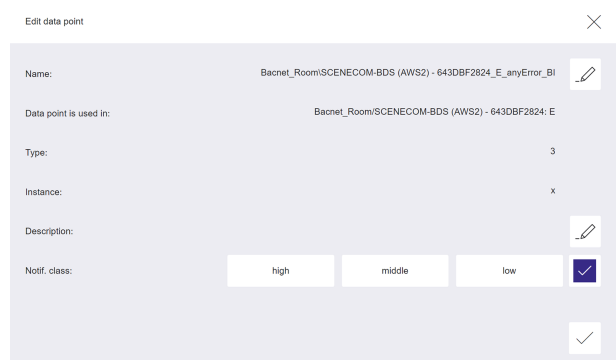 Edit data point
Name: Bacnet_Room\SCENECOM-BDS (AWS2) - 643DBF2824_E_anyError_BI
Data point is used in: Bacnet_Room/SCENECOM-BDS (AWS2) - 643DBF2824: E
Type: 3
Instance: x
Description:
Notif. class: high middle low